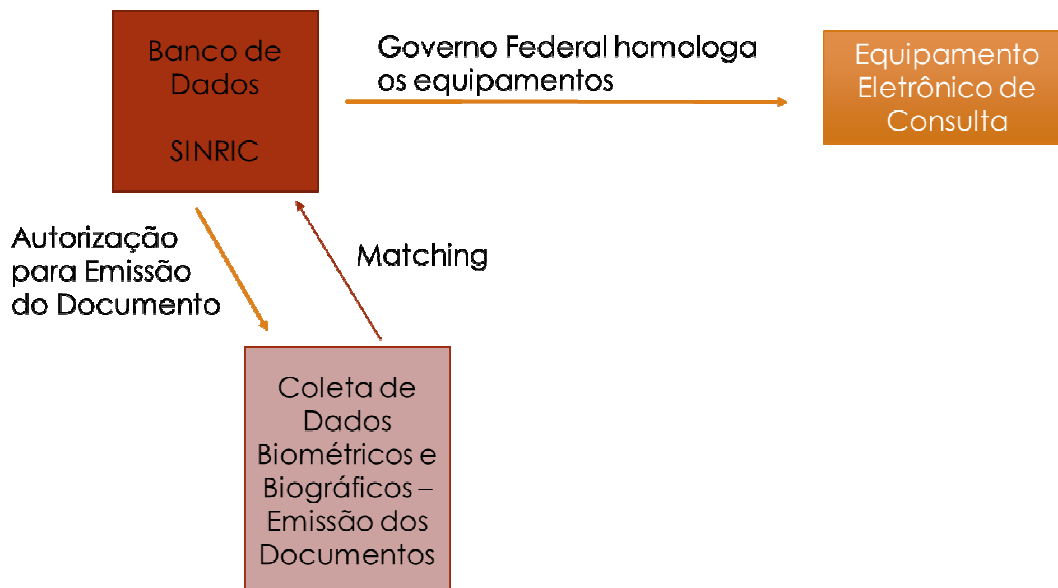 Banco de
Dados
SINRIC
Governo Federal homologa
os equipamentos
Equipamento
Eletrônico de
Consulta
Autorização
para Emissão
do Documento
Matching
Coleta de
Dados
Biométricos e
Biográficos –
Emissão dos
Documentos